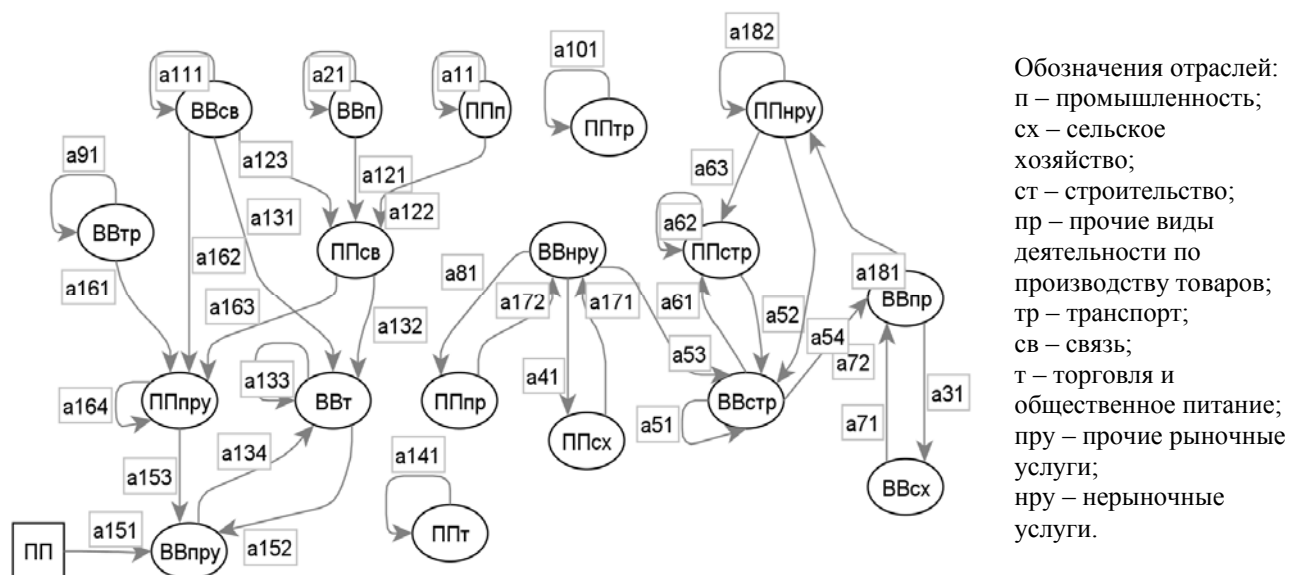 a182
a101
a111
a21
a11
ВВсв
ВВп
ППп
ППтр
ППнру
a91
a123
a121
a122
a63
ВВтр
a131
ППсв
ВВнру
a62
ППстр
a161
a162
a163
a132
a81
a172
a171
a61
a52
a181
ВВпр
a54
a72
a53
a164
ППпру
a133
ВВт
ППпр
a41
ВВстр
a51
a71
a31
ППсх
a134
a153
a141
ВВсх
ПП
a151
ВВпру
a152
ППт
Обозначения отраслей:
п – промышленность;
сх – сельское
хозяйство;
ст – строительство;
пр – прочие виды
деятельности по
производству товаров;
тр – транспорт;
св – связь;
т – торговля и
общественное питание;
пру – прочие рыночные
услуги;
нру – нерыночные
услуги.